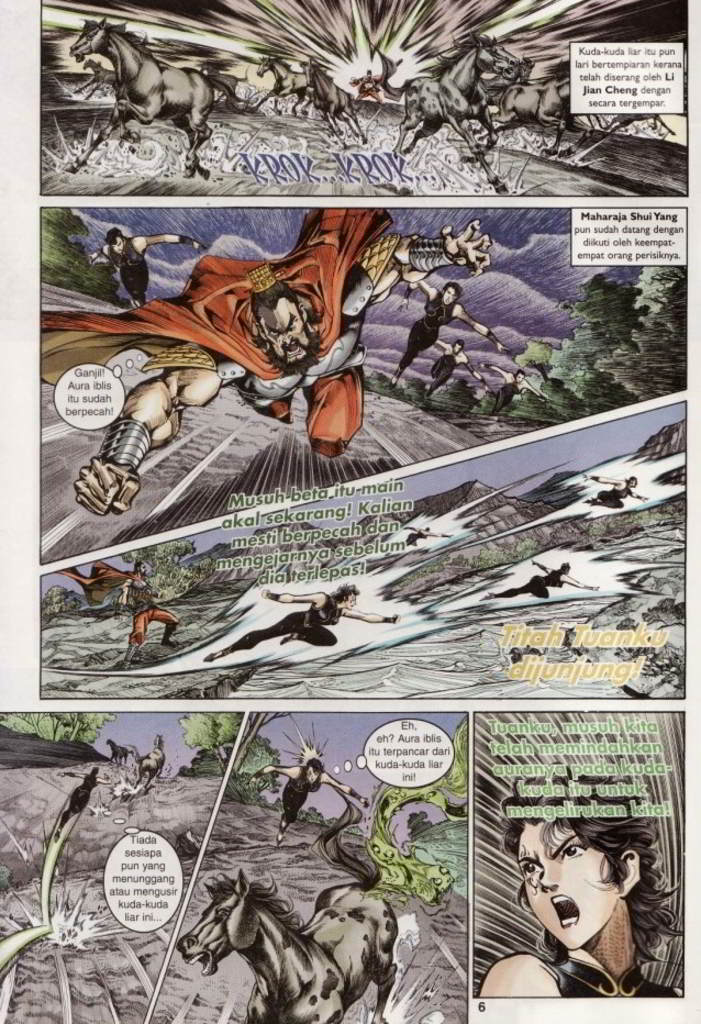 Kuda-kuda liar itu pun
lari bertempiaran kerana
telah diserang oleh Li
Jian Cheng dengan
secara tergempar.
KROK...KROK...
Maharaja Shui Yang
pun sudah datang dengan
diikuti oleh keempat-
empat orang perisiknya.
Ganjil!
Aura iblis
itu sudah
berpecah!
Musuh beta itu main
akal sekarang! Kalian
mesti berpecah dan
mengejarnya sebelum
dia terlepas!
Titah Tuanku
dijunjung!
Tiada
sesiapa
pun yang
menunggang
atau mengusir
kuda-kuda
liar ini...
Eh,
eh? Aura iblis
itu terpancar dari
kuda-kuda liar
ini!
Tuanku, musuh kita
telah memindahkan
auranya pada kuda-
kuda itu untuk
mengelirukan kita!
6